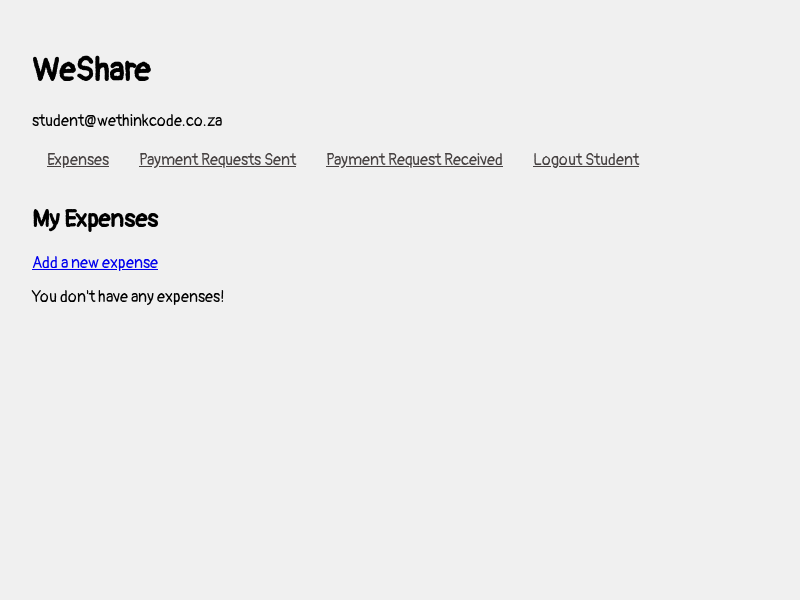 WeShare
student@wethinkcode.co.za
Expenses Payment Requests Sent Payment Request Received Logout Student
My Expenses
Add a new expense
You don't have any expenses!